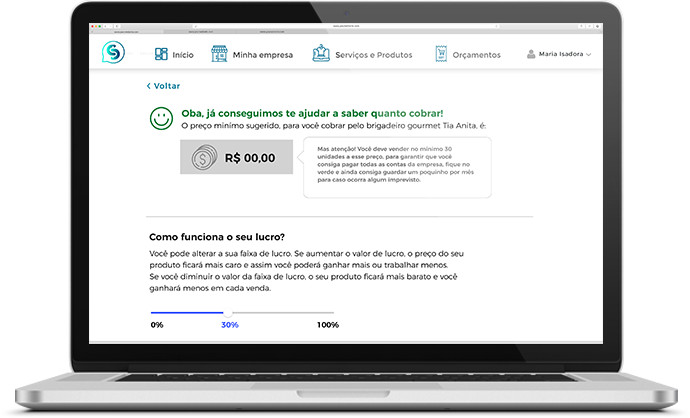 Início
Minha empresa
Serviços e Produtos
Orçamentos
Maria Isadora
Voltar
Oba, já conseguimos te ajudar a saber quanto cobrar!
O preço mínimo sugerido, para você cobrar pelo brigadeiro gourmet Tia Anita, é:
R$ 00,00
Mas atenção! Você deve vender no mínimo 30
unidades a esse preço, para garantir que você
consiga pagar todas as contas da empresa, fique no
verde e ainda consiga guardar um poquinho por mês
para caso ocorra algum imprevisto.
Como funciona o seu lucro?
Você pode alterar a sua faixa de lucro. Se aumentar o valor de lucro, o preço do seu
produto ficará mais caro e assim você poderá ganhar mais ou trabalhar menos.
Se você diminuir o valor da faixa de lucro, o seu produto ficará mais barato e você
ganhará menos em cada venda.
0%
30%
100%